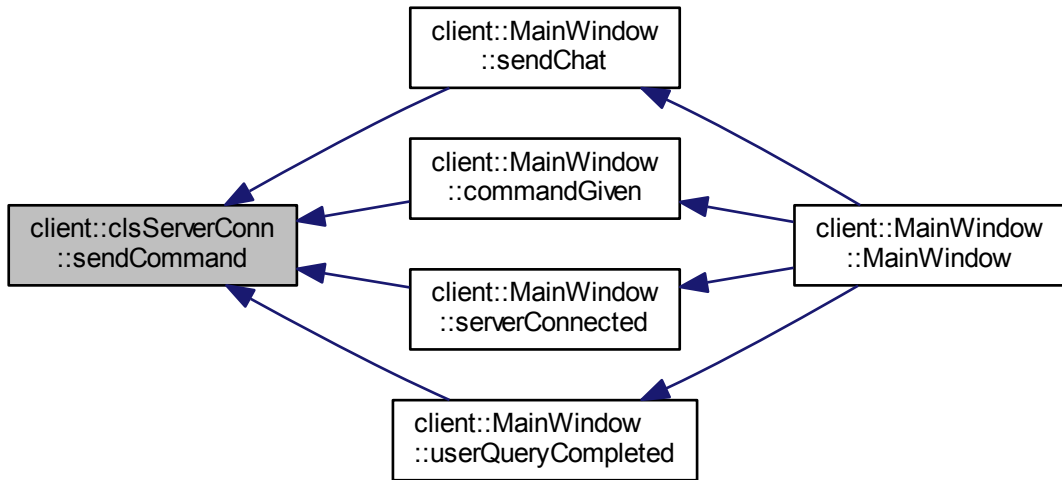 client::MainWindow
::sendChat
client::MainWindow
::commandGiven
client::clsServerConn
::sendCommand
client::MainWindow
::MainWindow
client::MainWindow
::serverConnected
client::MainWindow
::userQueryCompleted